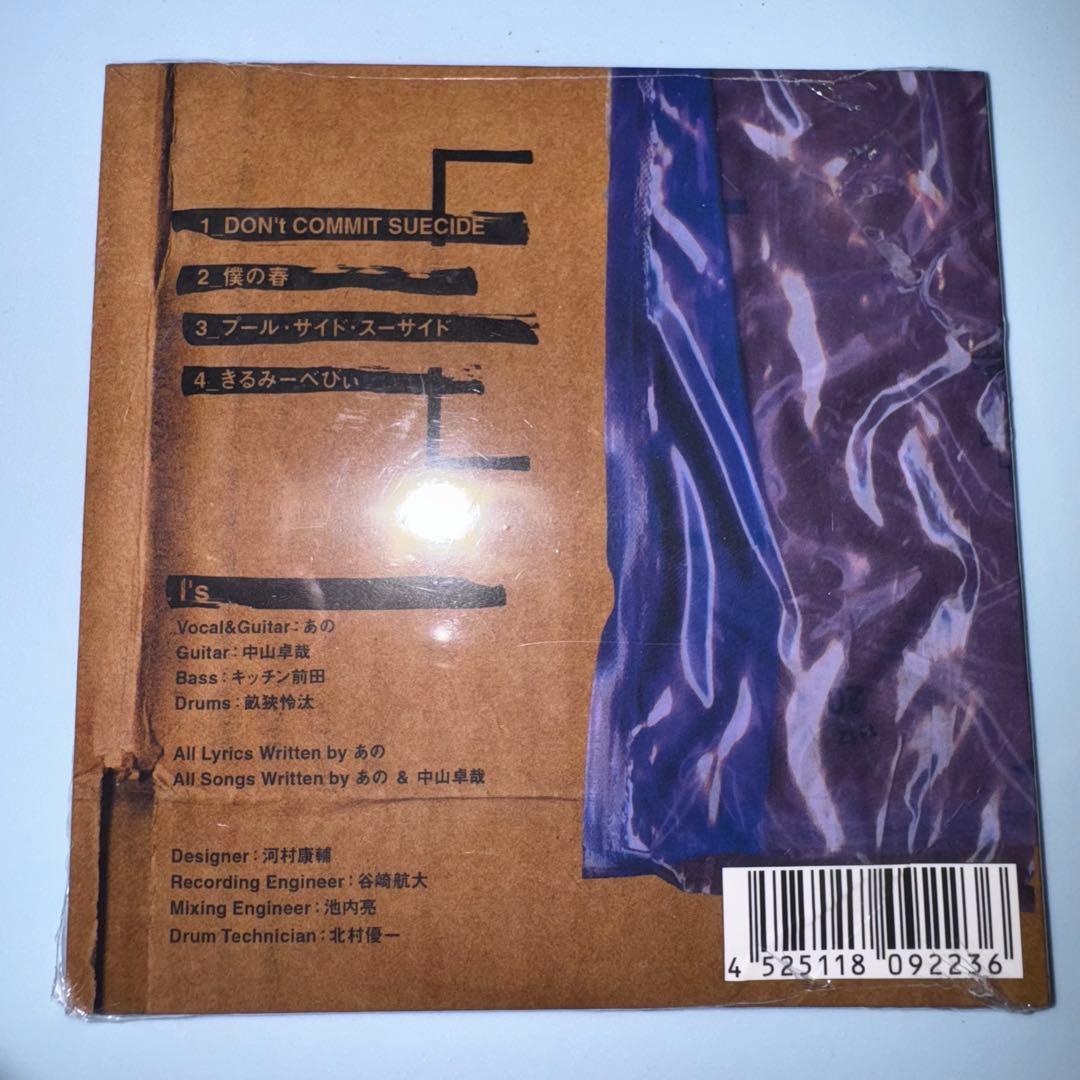 1_DON't COMMIT SUECIDE
2_僕の春
3_プール・サイド・スーサイド
4_きるみーべびぃ
I's
Vocal&Guitar：あの
Guitar：中山卓哉
Bass：キッチン前田
Drums：畝狹怜汰
All Lyrics Written by あの
All Songs Written by あの & 中山卓哉
Designer：河村康輔
Recording Engineer：谷崎航大
Mixing Engineer：池内亮
Drum Technician：北村優一
4 525118 092236